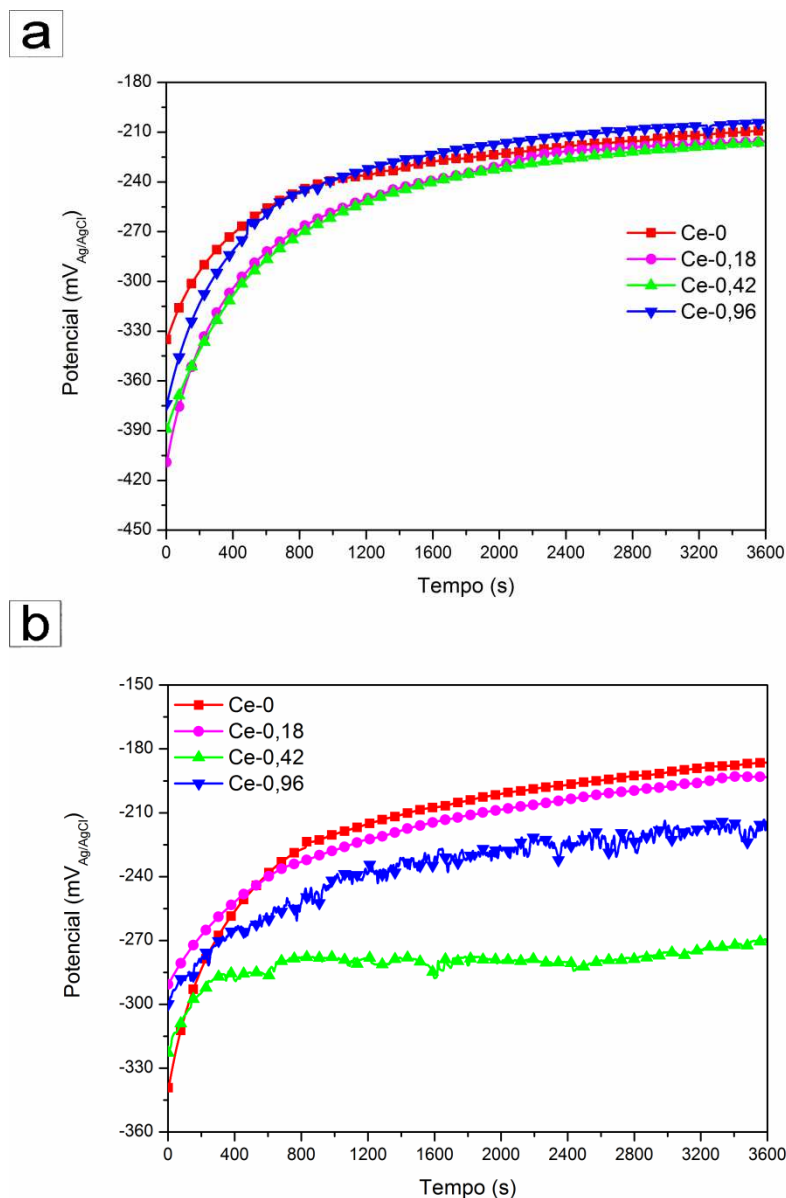 a
-180
-210
-240
-270
-300
-330
-360
-390
-420
-450
Potencial (mV_Ag/AgCl)
Ce-0
Ce-0,18
Ce-0,42
Ce-0,96
0 400 800 1200 1600 2000 2400 2800 3200 3600
Tempo (s)
b
-150
-180
-210
-240
-270
-300
-330
-360
Potencial (mV_Ag/AgCl)
Ce-0
Ce-0,18
Ce-0,42
Ce-0,96
0 400 800 1200 1600 2000 2400 2800 3200 3600
Tempo (s)